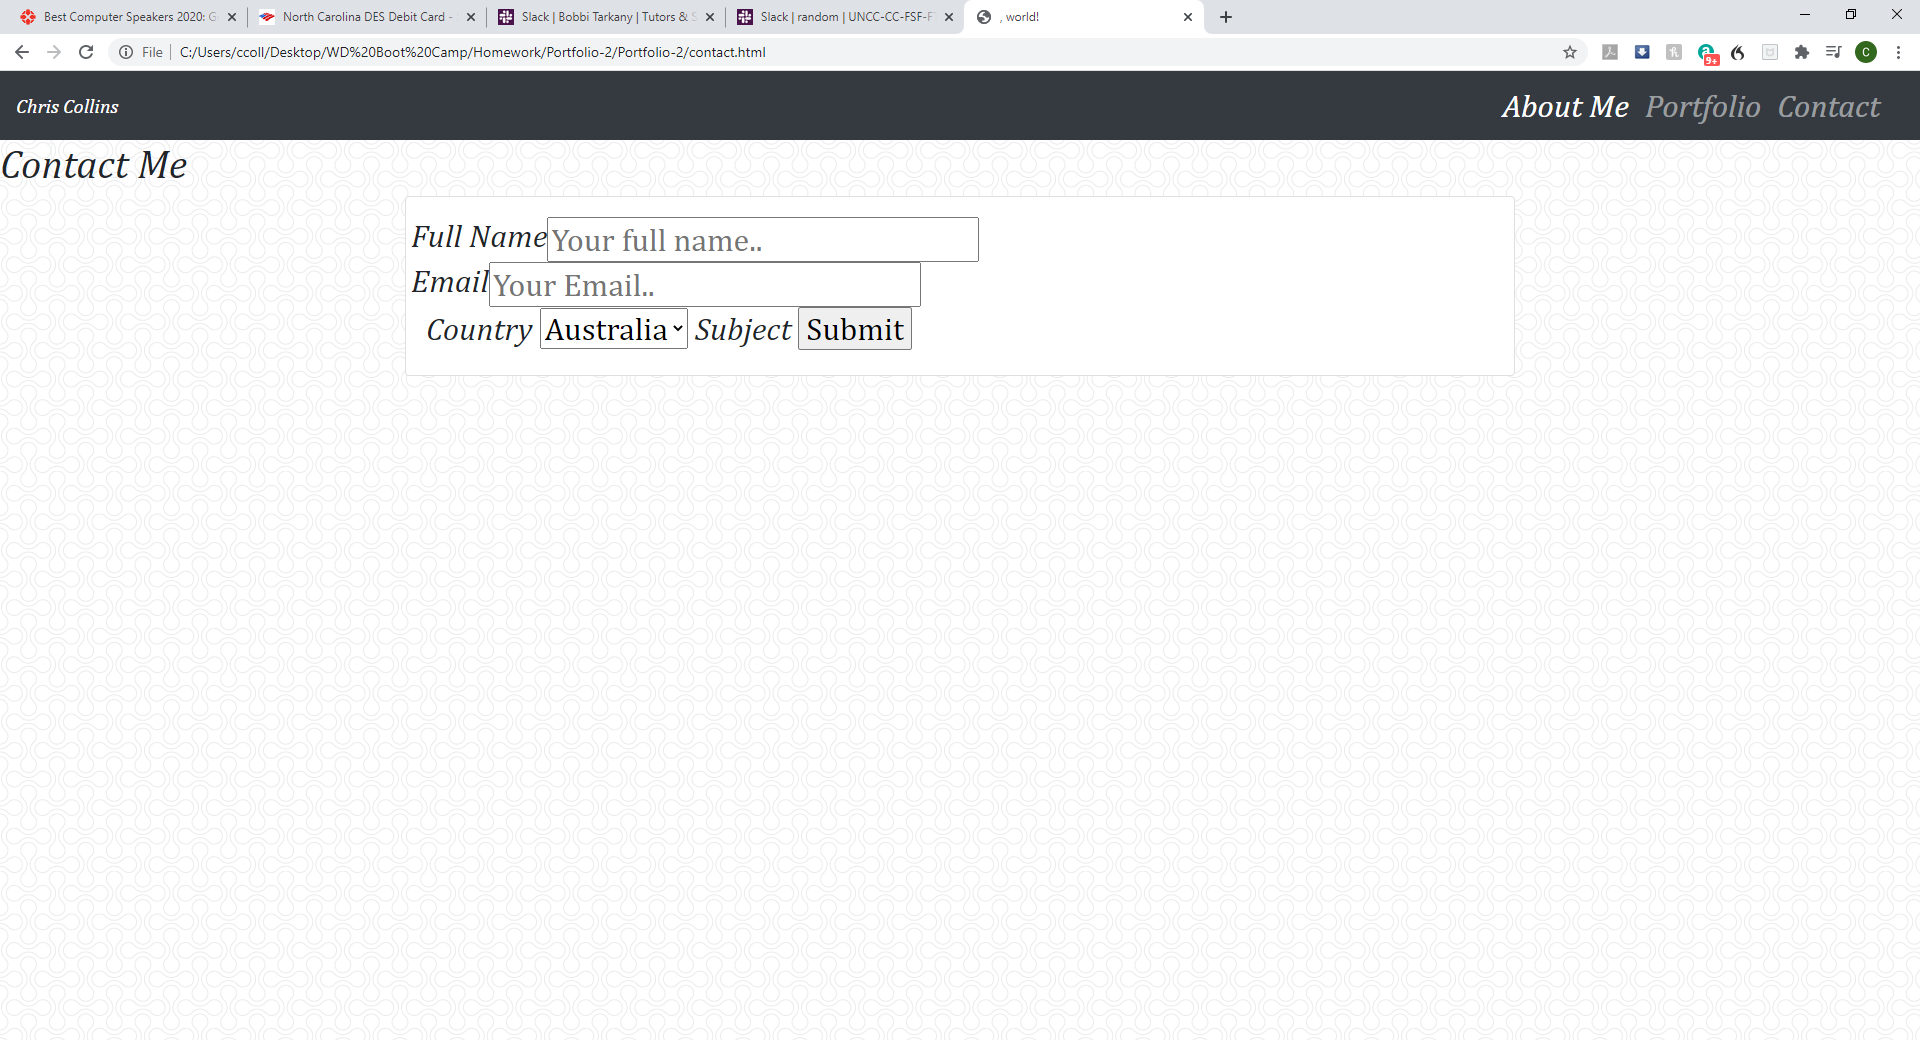 Best Computer Speakers 2020: G
North Carolina DES Debit Card -
Slack | Bobbi Tarkany | Tutors & S
Slack | random | UNCC-CC-FSF-F
, world!
File
C:/Users/ccoll/Desktop/WD%20Boot%20Camp/Homework/Portfolio-2/Portfolio-2/contact.html
9+
C
Chris Collins
About Me Portfolio Contact
Contact Me
Full Name Your full name..
Email Your Email..
Country Australia Subject Submit